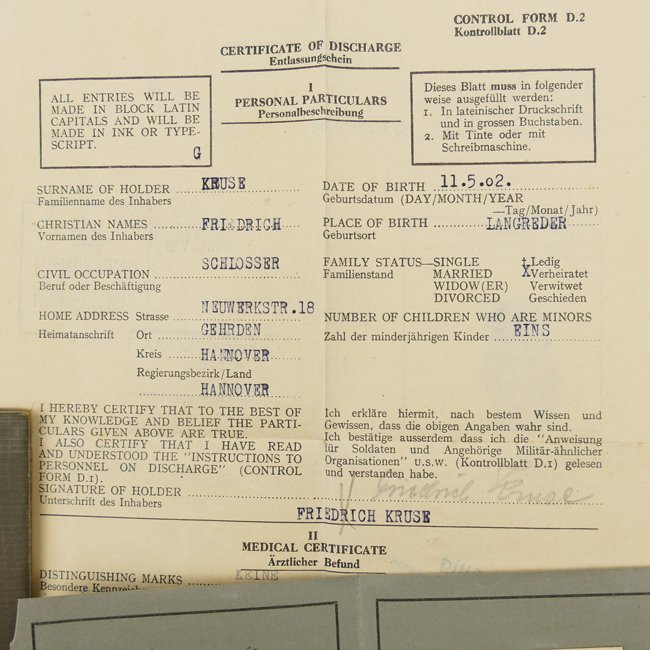 CONTROL FORM D.2
Kontrollblatt D.2
CERTIFICATE OF DISCHARGE
Entlassungschein
I
PERSONAL PARTICULARS
Personalbeschreibung
ALL ENTRIES WILL BE
MADE IN BLOCK LATIN
CAPITALS AND WILL BE
MADE IN INK OR TYPE-
SCRIPT.
G
Dieses Blatt muss in folgender
weise ausgefüllt werden:
1. In lateinischer Druckschrift
und in grossen Buchstaben.
2. Mit Tinte oder mit
Schreibmaschine.
SURNAME OF HOLDER KRUSE
Familienname des Inhabers
CHRISTIAN NAMES FRIEDRICH
Vornamen des Inhabers
CIVIL OCCUPATION SCHLOSSER
Beruf oder Beschäftigung
HOME ADDRESS Strasse NEUWERKSTR.18
Heimatanschrift Ort GEHRDEN
Kreis HANNOVER
Regierungsbezirk/Land
HANNOVER
DATE OF BIRTH 11.5.02.
Geburtsdatum (DAY/MONTH/YEAR
—Tag/Monat/Jahr)
PLACE OF BIRTH LANGREDER
Geburtsort
FAMILY STATUS—SINGLE †Ledig
Familienstand MARRIED XVerheiratet
WIDOW(ER) Verwitwet
DIVORCED Geschieden
NUMBER OF CHILDREN WHO ARE MINORS
Zahl der minderjährigen Kinder EINS
I HEREBY CERTIFY THAT TO THE BEST OF
MY KNOWLEDGE AND BELIEF THE PARTI-
CULARS GIVEN ABOVE ARE TRUE.
I ALSO CERTIFY THAT I HAVE READ
AND UNDERSTOOD THE "INSTRUCTIONS TO
PERSONNEL ON DISCHARGE" (CONTROL
FORM D.1).
SIGNATURE OF HOLDER
Unterschrift des Inhabers
Ich erkläre hiermit, nach bestem Wissen und
Gewissen, dass die obigen Angaben wahr sind.
Ich bestätige ausserdem dass ich die "Anweisung
für Soldaten und Angehörige Militär-ähnlicher
Organisationen" u.s.w. (Kontrollblatt D.1) gelesen
und verstanden habe.
Friedrich Kruse
FRIEDRICH KRUSE
II
MEDICAL CERTIFICATE
Ärztlicher Befund
DISTINGUISHING MARKS KEINE
Besondere Kennzeichen